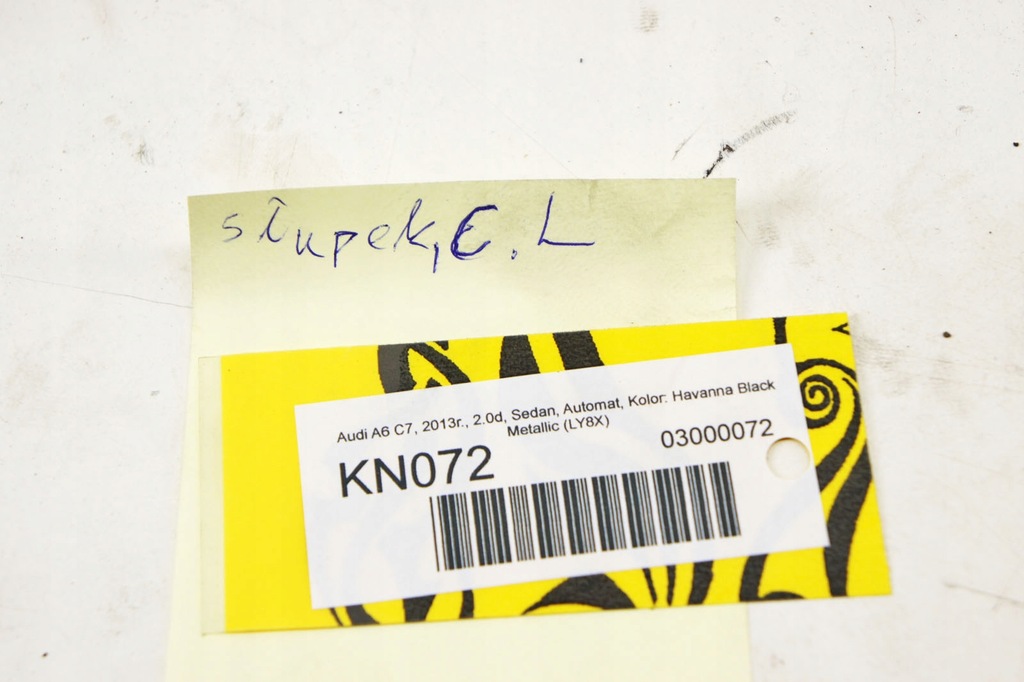 słupek, C. L
Audi A6 C7, 2013r., 2.0d, Sedan, Automat, Kolor: Havanna Black
Metallic (LY8X)
KN072
03000072